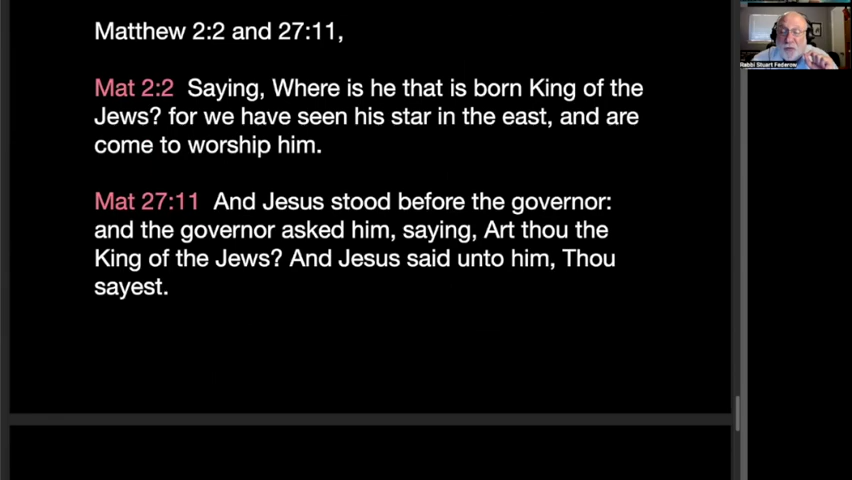 Matthew 2:2 and 27:11,
Mat 2:2 Saying, Where is he that is born King of the
Jews? for we have seen his star in the east, and are
come to worship him.
Mat 27:11 And Jesus stood before the governor:
and the governor asked him, saying, Art thou the
King of the Jews? And Jesus said unto him, Thou
sayest.
Rabbi Stuart Federow